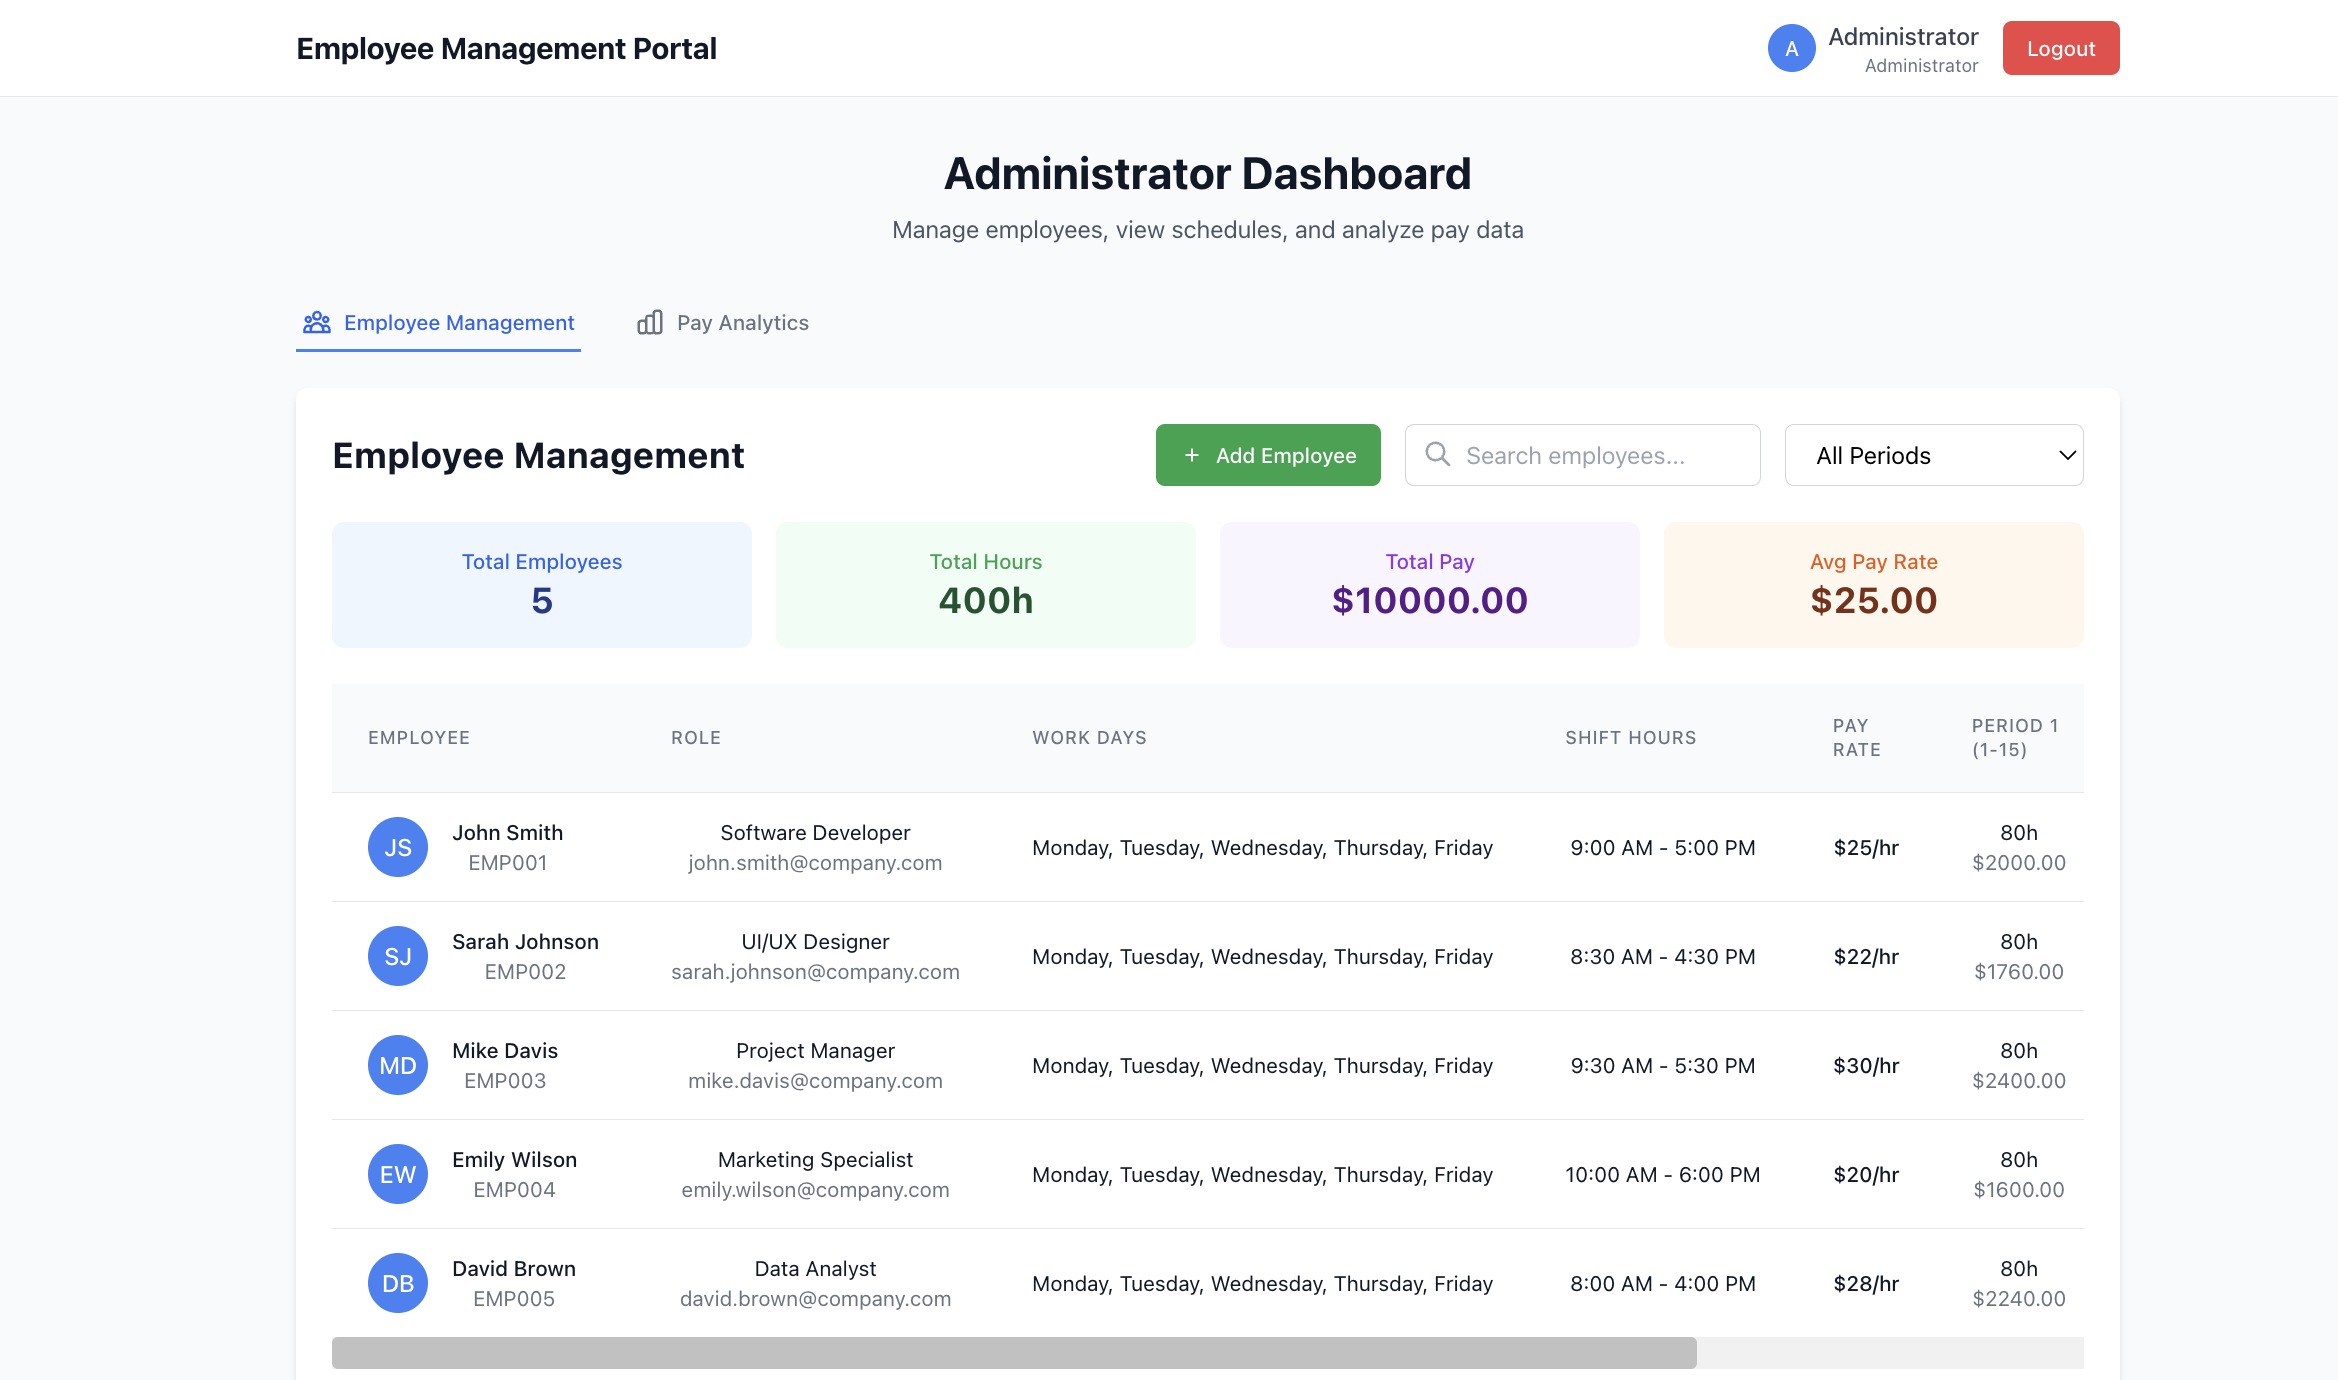 Employee Management Portal
A
Administrator
Administrator
Logout
Administrator Dashboard
Manage employees, view schedules, and analyze pay data
Employee Management
Pay Analytics
Employee Management
+ Add Employee
Search employees...
All Periods
Total Employees
5
Total Hours
400h
Total Pay
$10000.00
Avg Pay Rate
$25.00
EMPLOYEE
ROLE
WORK DAYS
SHIFT HOURS
PAY
RATE
PERIOD 1
(1-15)
JS
John Smith
EMP001
Software Developer
john.smith@company.com
Monday, Tuesday, Wednesday, Thursday, Friday
9:00 AM - 5:00 PM
$25/hr
80h
$2000.00
SJ
Sarah Johnson
EMP002
UI/UX Designer
sarah.johnson@company.com
Monday, Tuesday, Wednesday, Thursday, Friday
8:30 AM - 4:30 PM
$22/hr
80h
$1760.00
MD
Mike Davis
EMP003
Project Manager
mike.davis@company.com
Monday, Tuesday, Wednesday, Thursday, Friday
9:30 AM - 5:30 PM
$30/hr
80h
$2400.00
EW
Emily Wilson
EMP004
Marketing Specialist
emily.wilson@company.com
Monday, Tuesday, Wednesday, Thursday, Friday
10:00 AM - 6:00 PM
$20/hr
80h
$1600.00
DB
David Brown
EMP005
Data Analyst
david.brown@company.com
Monday, Tuesday, Wednesday, Thursday, Friday
8:00 AM - 4:00 PM
$28/hr
80h
$2240.00